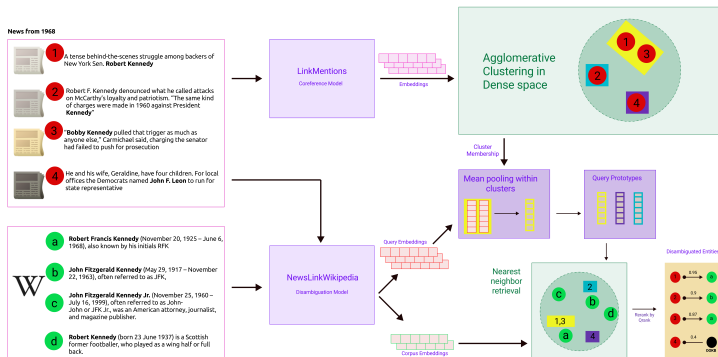 News from 1968
1
A tense behind-the-scenes struggle among backers of
New York Sen. Robert Kennedy
2
Robert F. Kennedy denounced what he called attacks
on McCarthy's loyalty and patriotism. "The same kind
of charges were made in 1960 against President
Kennedy"
3
"Bobby Kennedy pulled that trigger as much as
anyone else," Carmichael said, charging the senator
had failed to push for prosecution
4
He and his wife, Geraldine, have four children. For local
offices the Democrats named John F. Leon to run for
state representative
LinkMentions
Coreference Model
Embeddings
Agglomerative
Clustering in
Dense space
1
3
2
4
Cluster
Membership
Mean pooling within
clusters
Query Prototypes
W
a
Robert Francis Kennedy (November 20, 1925 – June 6,
1968), also known by his initials RFK
b
John Fitzgerald Kennedy (May 29, 1917 – November
22, 1963), often referred to as JFK,
c
John Fitzgerald Kennedy Jr. (November 25, 1960 –
July 16, 1999), often referred to as John-
John or JFK Jr., was an American attorney, journalist,
and magazine publisher.
d
Robert Kennedy (born 23 June 1937) is a Scottish
former footballer, who played as a wing half or full
back.
NewsLinkWikipedia
Disambiguation Model
Query Embeddings
Corpus Embeddings
Nearest
neighbor
retrieval
2
c
b
d
1,3
a
4
Rerank by
Qrank
Disambiguated Entities
0.95
a
0.9
b
0.87
a
0.4
OOKB